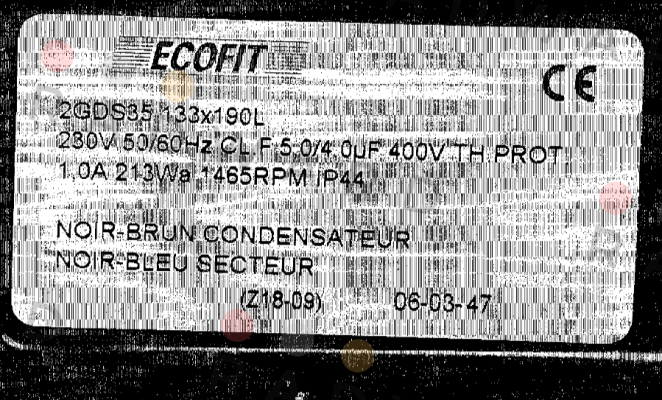 ECOFIT
CE
2GDS35 133x190L
230V 50/60Hz CL F 5,0/4,0UF 400V TH PROT.
1,0A 213Wa 1465RPM IP44
NOIR-BRUN CONDENSATEUR
NOIR-BLEU SECTEUR
(Z18-09) 06-03-47